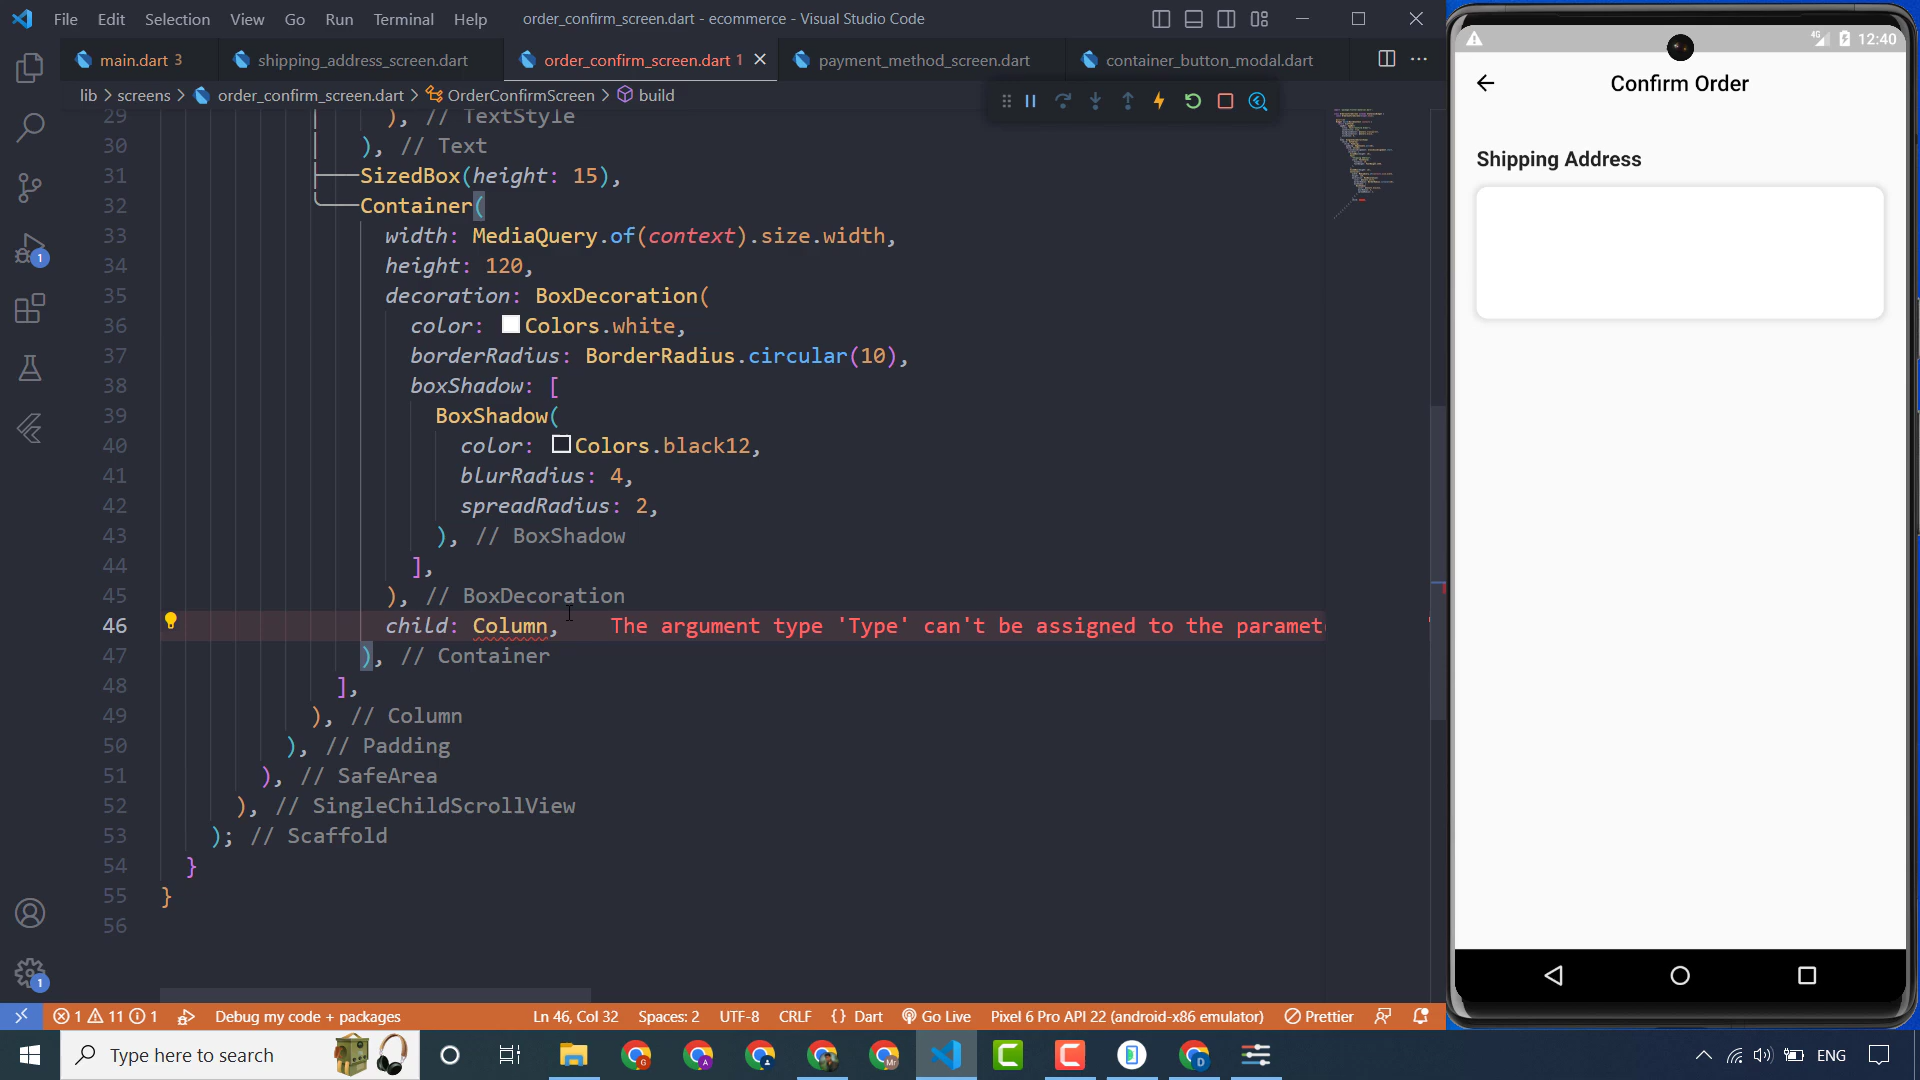 File Edit Selection View Go Run Terminal Help order_confirm_screen.dart - ecommerce - Visual Studio Code
main.dart 3 shipping_address_screen.dart order_confirm_screen.dart 1 payment_method_screen.dart container_button_modal.dart
lib > screens > order_confirm_screen.dart > OrderConfirmScreen > build
29 ), // TextStyle
30 ), // Text
31 SizedBox(height: 15),
32 Container(
33 width: MediaQuery.of(context).size.width,
34 height: 120,
35 decoration: BoxDecoration(
36 color: Colors.white,
37 borderRadius: BorderRadius.circular(10),
38 boxShadow: [
39 BoxShadow(
40 color: Colors.black12,
41 blurRadius: 4,
42 spreadRadius: 2,
43 ), // BoxShadow
44 ],
45 ), // BoxDecoration
46 child: Column, The argument type 'Type' can't be assigned to the paramet
47 ), // Container
48 ],
49 ), // Column
50 ), // Padding
51 ), // SafeArea
52 ), // SingleChildScrollView
53 ); // Scaffold
54 }
55 }
56
1
1
1 11 1 Debug my code + packages Ln 46, Col 32 Spaces: 2 UTF-8 CRLF {} Dart Go Live Pixel 6 Pro API 22 (android-x86 emulator) Prettier
Type here to search ENG
4G 12:40
Confirm Order
Shipping Address